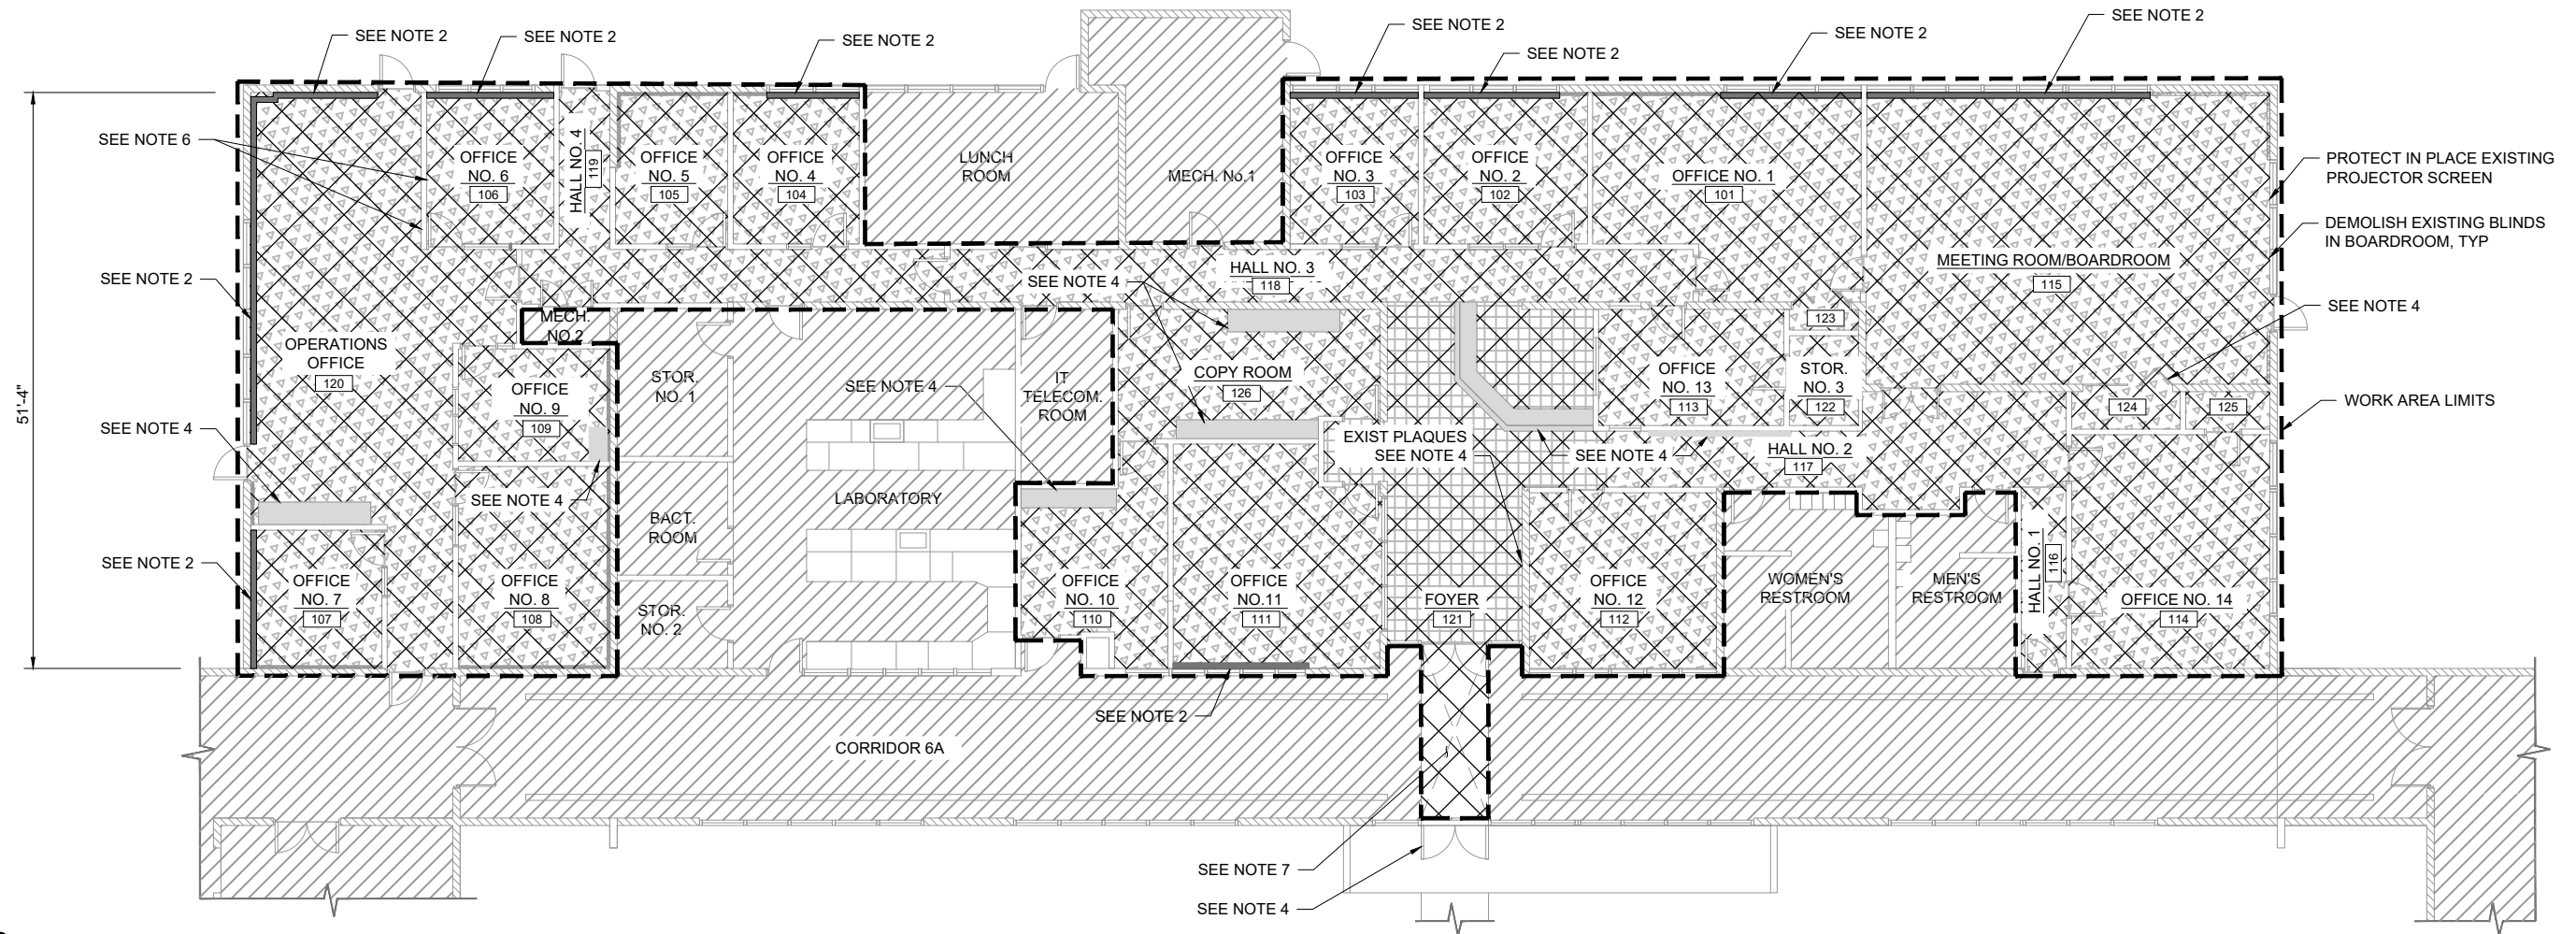 SEE NOTE 2
SEE NOTE 2
SEE NOTE 2
SEE NOTE 2
SEE NOTE 2
SEE NOTE 2
SEE NOTE 2
SEE NOTE 6
OFFICE
NO. 6
106
HALL NO. 4
119
OFFICE
NO. 5
105
OFFICE
NO. 4
104
LUNCH
ROOM
MECH. No.1
OFFICE
NO. 3
103
OFFICE
NO. 2
102
OFFICE NO. 1
101
PROTECT IN PLACE EXISTING
PROJECTOR SCREEN
DEMOLISH EXISTING BLINDS
IN BOARDROOM, TYP
MEETING ROOM/BOARDROOM
115
SEE NOTE 2
HALL NO. 3
118
SEE NOTE 4
SEE NOTE 4
MECH.
NO.2
123
OPERATIONS
OFFICE
120
51'-4"
OFFICE
NO. 9
109
STOR.
NO. 1
SEE NOTE 4
IT
TELECOM.
ROOM
COPY ROOM
126
OFFICE
NO. 13
113
STOR.
NO. 3
122
124
125
WORK AREA LIMITS
SEE NOTE 4
EXIST PLAQUES
SEE NOTE 4
SEE NOTE 4
HALL NO. 2
117
SEE NOTE 4
LABORATORY
BACT.
ROOM
SEE NOTE 2
OFFICE
NO. 7
107
OFFICE
NO. 8
108
STOR.
NO. 2
OFFICE
NO. 10
110
OFFICE
NO.11
111
FOYER
121
OFFICE
NO. 12
112
WOMEN'S
RESTROOM
MEN'S
RESTROOM
HALL NO. 1
116
OFFICE NO. 14
114
SEE NOTE 2
CORRIDOR 6A
SEE NOTE 7
SEE NOTE 4